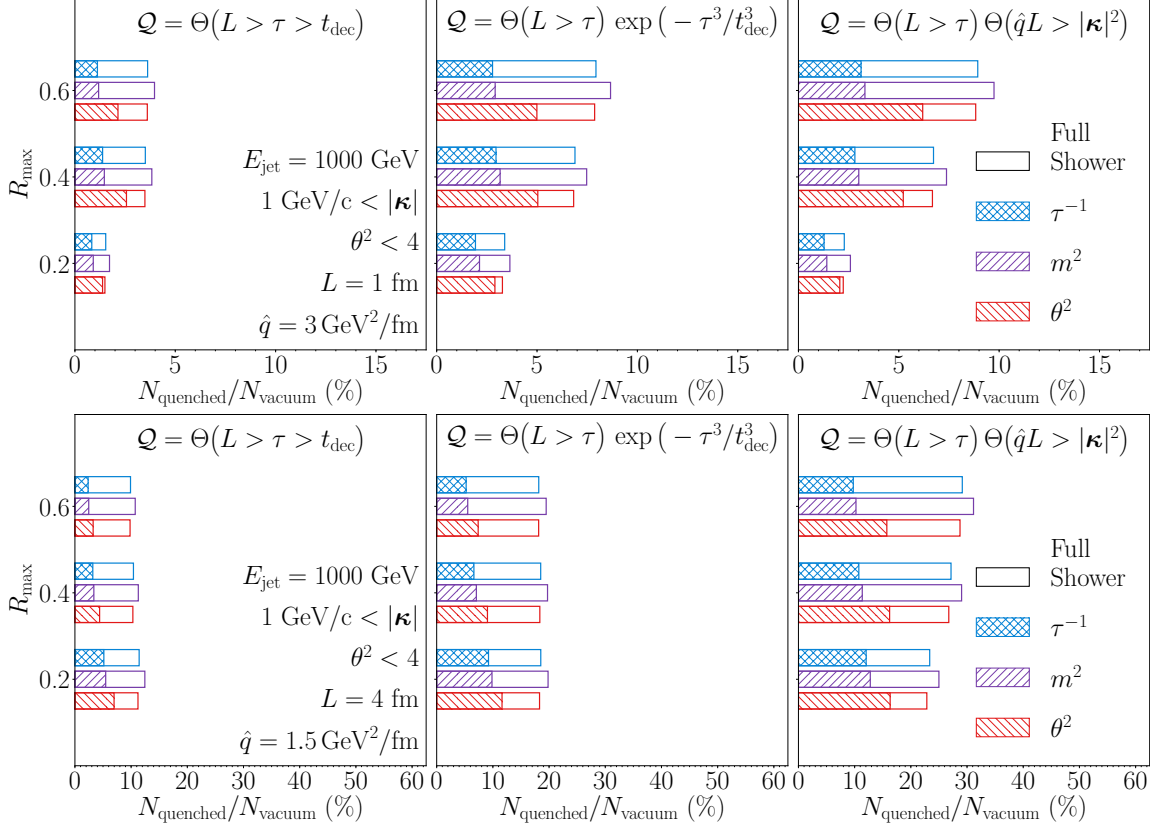 𝒬 = Θ(L > τ > t_dec)
𝒬 = Θ(L > τ) exp(− τ³/t³_dec)
𝒬 = Θ(L > τ) Θ(q̂L > |κ|²)
R_max
0.6
0.4
0.2
E_jet = 1000 GeV
1 GeV/c < |κ|
θ² < 4
L = 1 fm
q̂ = 3 GeV²/fm
Full
Shower
τ⁻¹
m²
θ²
0 5 10 15
0 5 10 15
0 5 10 15
N_quenched/N_vacuum (%)
N_quenched/N_vacuum (%)
N_quenched/N_vacuum (%)
𝒬 = Θ(L > τ > t_dec)
𝒬 = Θ(L > τ) exp(− τ³/t³_dec)
𝒬 = Θ(L > τ) Θ(q̂L > |κ|²)
R_max
0.6
0.4
0.2
E_jet = 1000 GeV
1 GeV/c < |κ|
θ² < 4
L = 4 fm
q̂ = 1.5 GeV²/fm
Full
Shower
τ⁻¹
m²
θ²
0 10 20 30 40 50 60
0 10 20 30 40 50 60
0 10 20 30 40 50 60
N_quenched/N_vacuum (%)
N_quenched/N_vacuum (%)
N_quenched/N_vacuum (%)